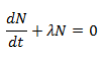 dN/dt + λN = 0